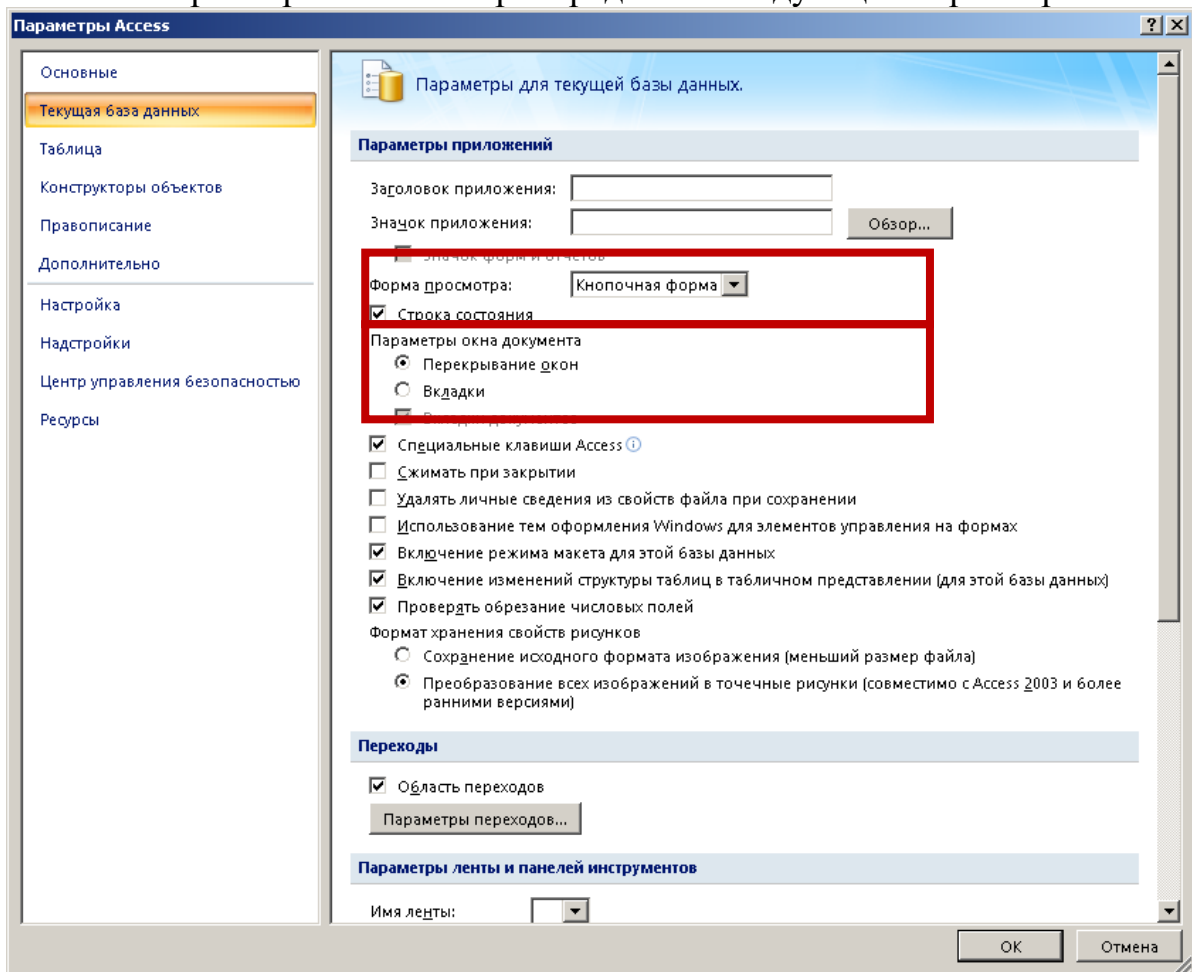 Параметры Access
Основные
Текущая база данных
Таблица
Конструкторы объектов
Правописание
Дополнительно
Настройка
Надстройки
Центр управления безопасностью
Ресурсы
Параметры для текущей базы данных.
Параметры приложений
Заголовок приложения:
Значок приложения:
Обзор...
Значок форм и отчетов
Форма просмотра:
Кнопочная форма
Строка состояния
Параметры окна документа
Перекрывание окон
Вкладки
Специальные клавиши Access
Сжимать при закрытии
Удалять личные сведения из свойств файла при сохранении
Использование тем оформления Windows для элементов управления на формах
Включение режима макета для этой базы данных
Включение изменений структуры таблиц в табличном представлении (для этой базы данных)
Проверять обрезание числовых полей
Формат хранения свойств рисунков
Сохранение исходного формата изображения (меньший размер файла)
Преобразование всех изображений в точечные рисунки (совместимо с Access 2003 и более
ранними версиями)
Переходы
Область переходов
Параметры переходов...
Параметры ленты и панелей инструментов
Имя ленты:
ОК
Отмена